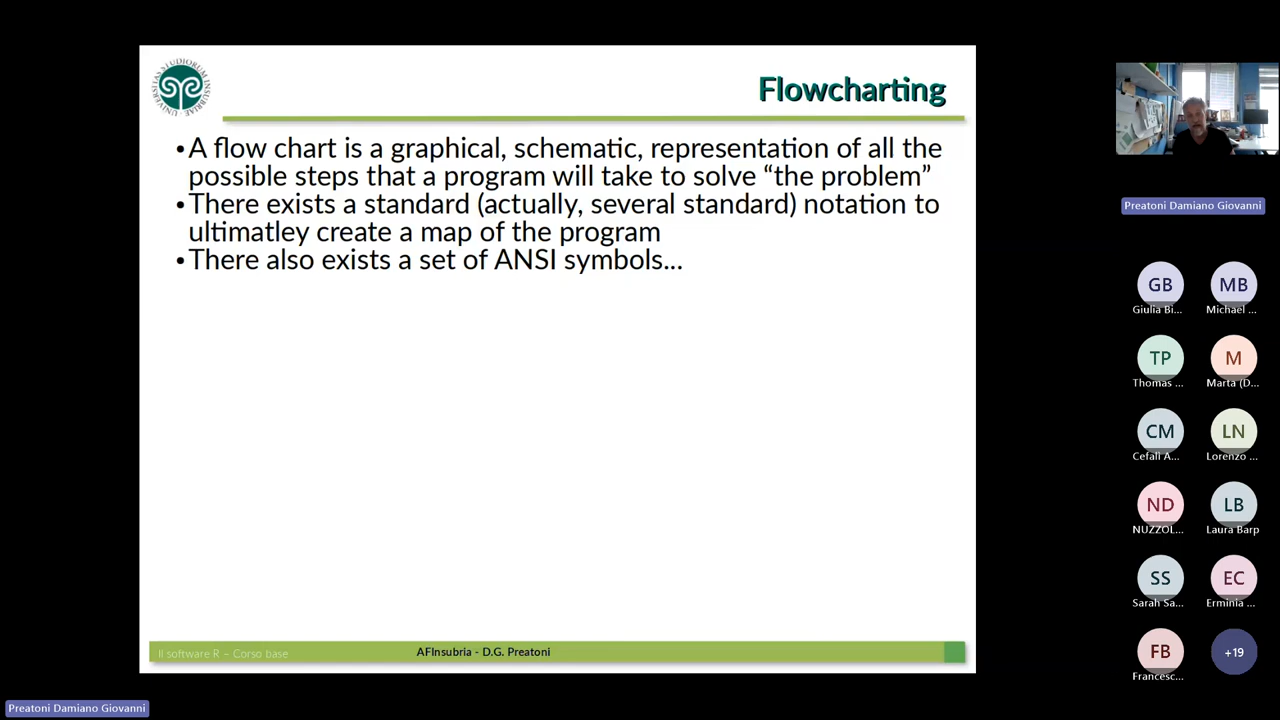 Flowcharting
•A flow chart is a graphical, schematic, representation of all the
possible steps that a program will take to solve “the problem”
•There exists a standard (actually, several standard) notation to
ultimatley create a map of the program
•There also exists a set of ANSI symbols...
Il software R – Corso base
AFInsubria - D.G. Preatoni
Preatoni Damiano Giovanni
GB
MB
Giulia Bi...
Michael ...
TP
M
Thomas ...
Marta (D...
CM
LN
Cefalì A...
Lorenzo ...
ND
LB
NUZZOL...
Laura Barp
SS
EC
Sarah Sa...
Erminia ...
FB
+19
Francesc...
Preatoni Damiano Giovanni